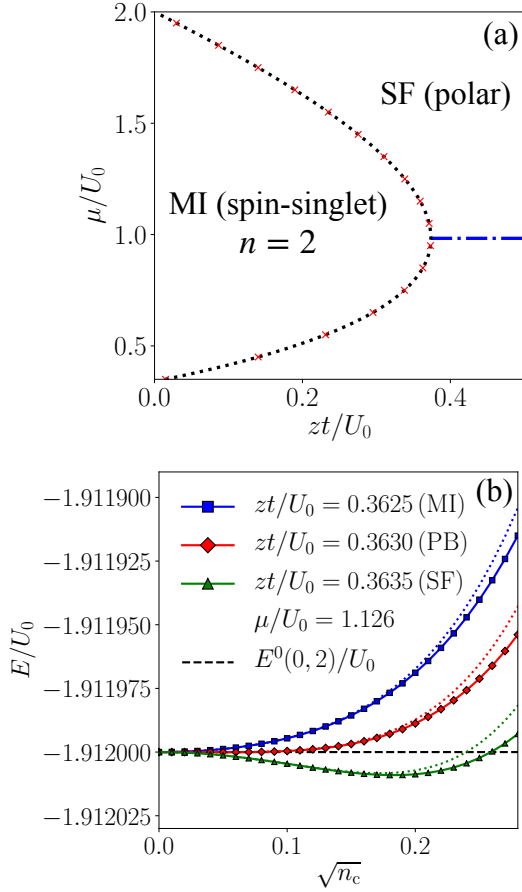 (a)
2.0
SF (polar)
1.5
μ/U₀
MI (spin-singlet)
n = 2
1.0
0.5
0.0
0.2
0.4
zt/U₀
(b)
−1.911900
zt/U₀ = 0.3625 (MI)
zt/U₀ = 0.3630 (PB)
−1.911925
zt/U₀ = 0.3635 (SF)
μ/U₀ = 1.126
−1.911950
E⁰(0, 2)/U₀
E/U₀
−1.911975
−1.912000
−1.912025
0.0
0.1
0.2
√n_c